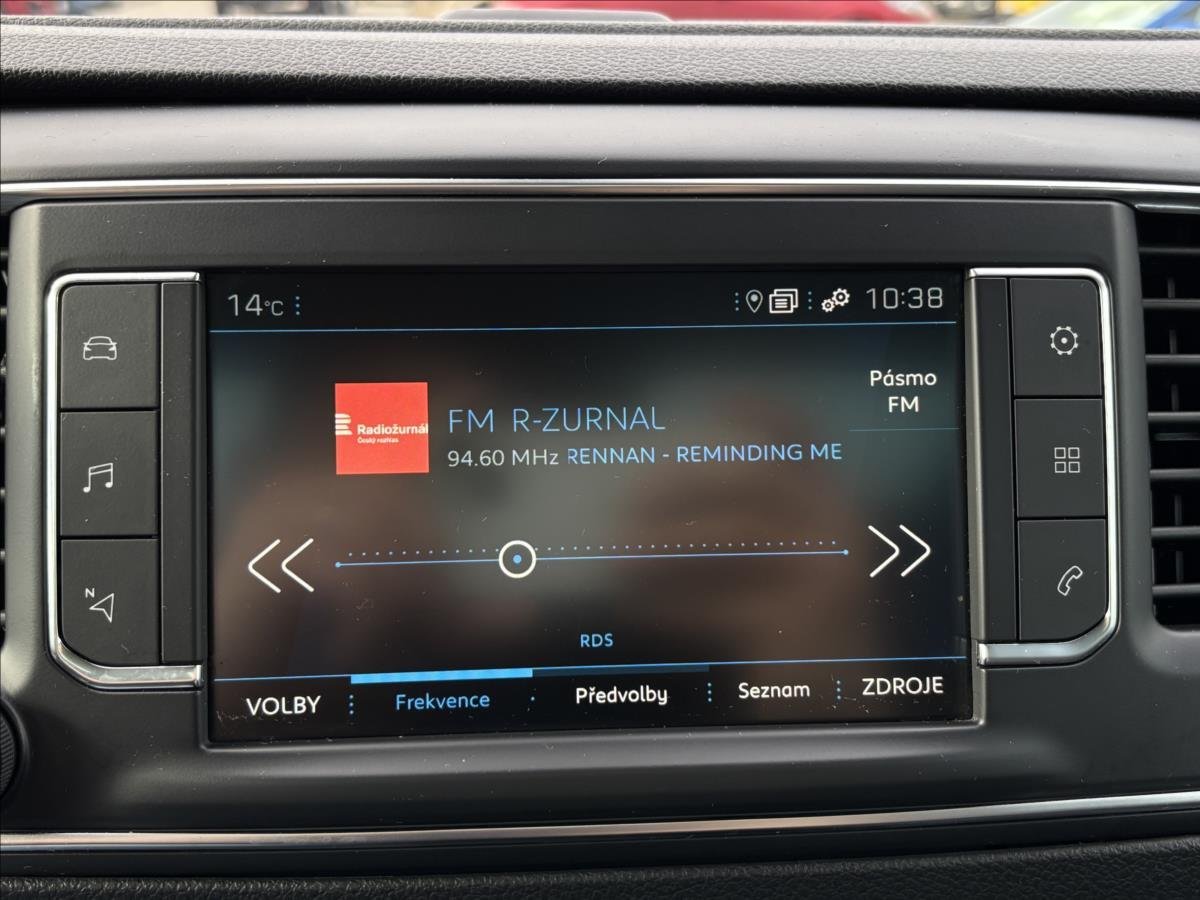 14°C
10:38
Pásmo
FM
Radiožurnál
Český rozhlas
FM R-ZURNAL
94.60 MHz RENNAN - REMINDING ME
N
RDS
VOLBY
Frekvence
Předvolby
Seznam
ZDROJE